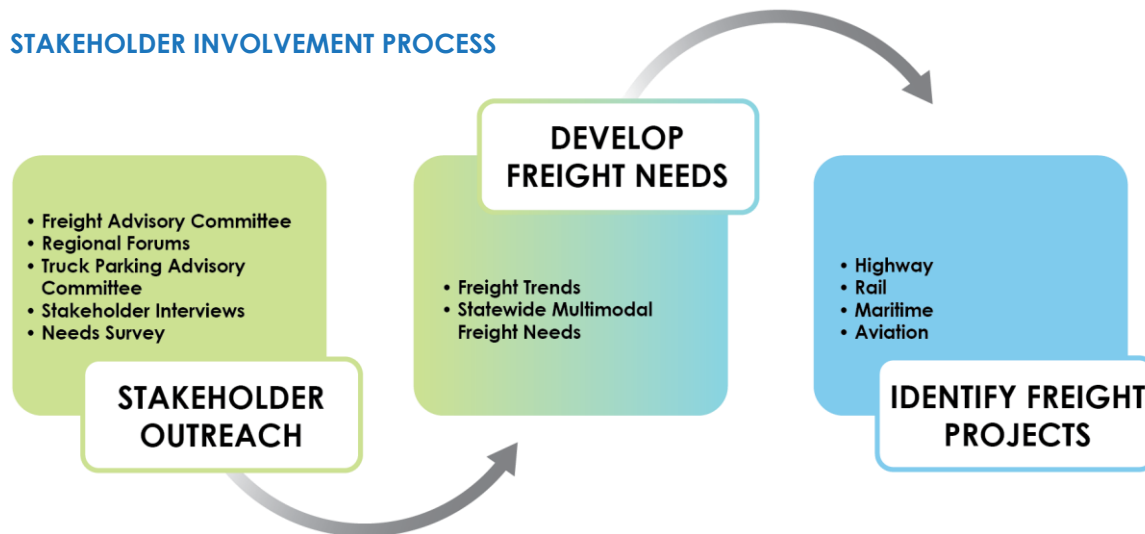 STAKEHOLDER INVOLVEMENT PROCESS
• Freight Advisory Committee
• Regional Forums
• Truck Parking Advisory
Committee
• Stakeholder Interviews
• Needs Survey
STAKEHOLDER
OUTREACH
DEVELOP
FREIGHT NEEDS
• Freight Trends
• Statewide Multimodal
Freight Needs
• Highway
• Rail
• Maritime
• Aviation
IDENTIFY FREIGHT
PROJECTS